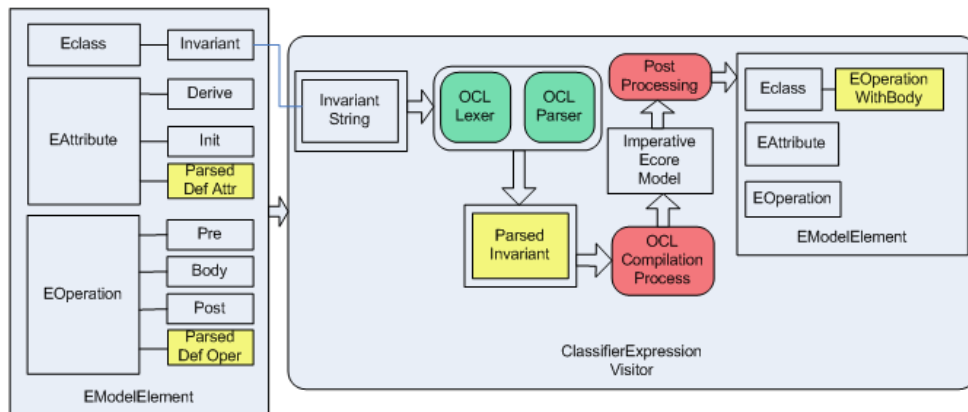 Eclass
Invariant
Derive
EAttribute
Init
Parsed
Def Attr
Pre
Body
EOperation
Post
Parsed
Def Oper
EModelElement
Invariant
String
OCL
Lexer
OCL
Parser
Parsed
Invariant
OCL
Compilation
Process
Imperative
Ecore
Model
Post
Processing
Eclass
EOperation
WithBody
EAttribute
EOperation
EModelElement
ClassifierExpression
Visitor